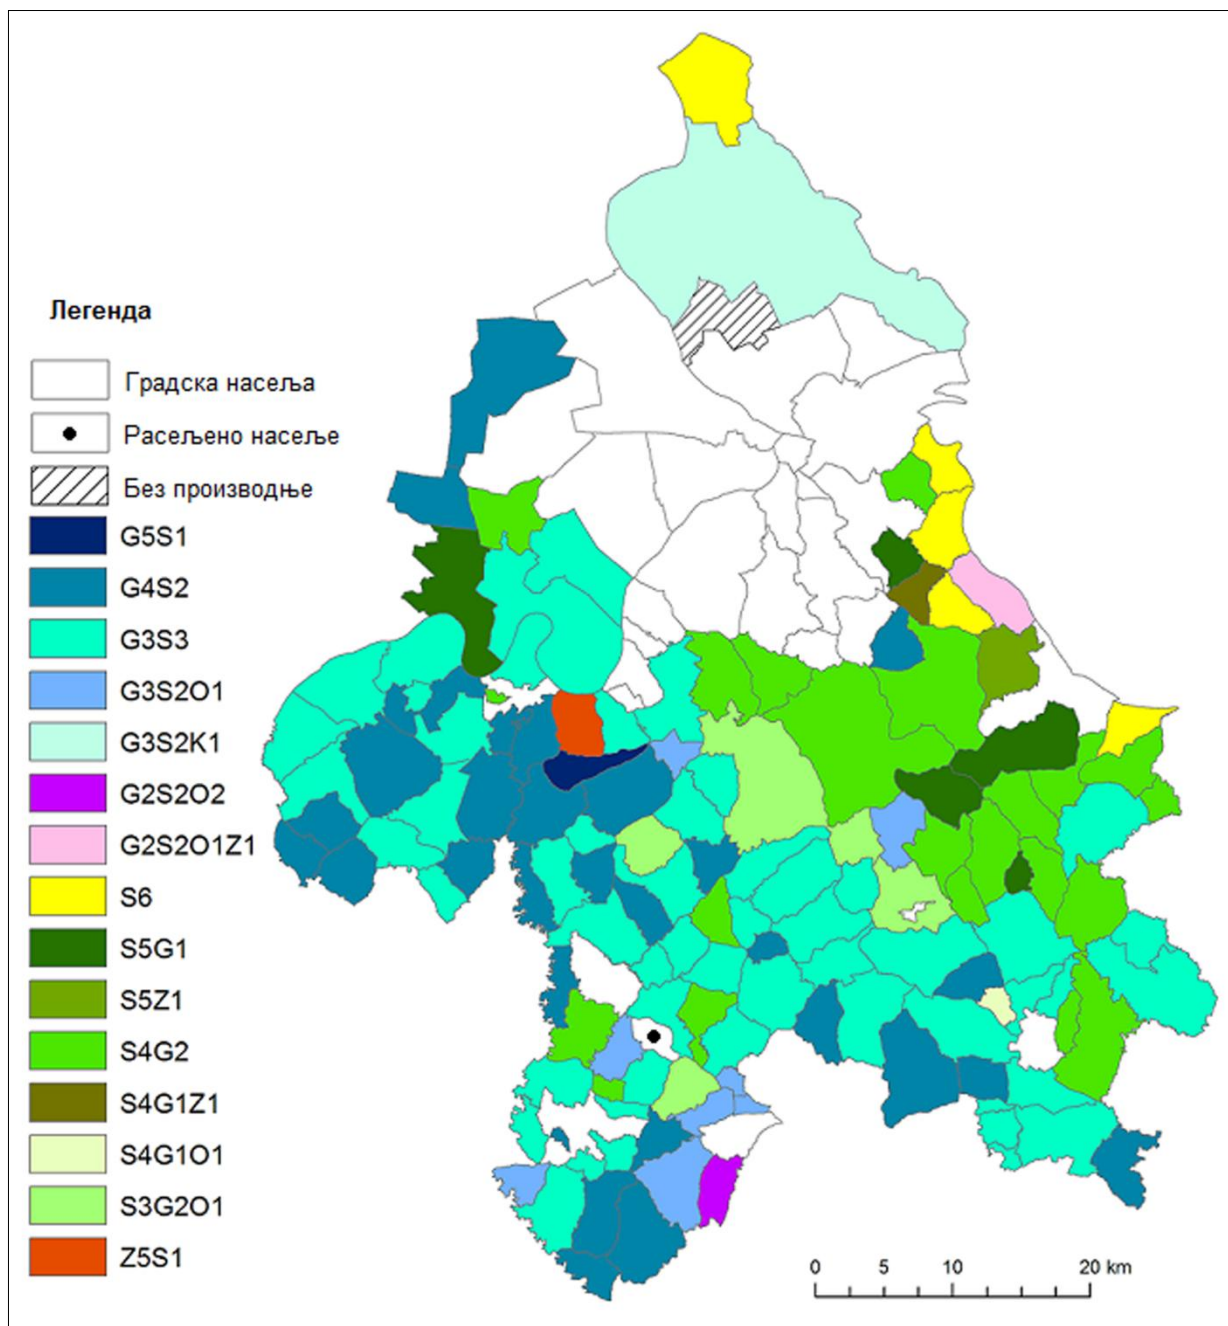 Легенда
Градска насеља
Расељено насеље
Без производње
G5S1
G4S2
G3S3
G3S2O1
G3S2K1
G2S2O2
G2S2O1Z1
S6
S5G1
S5Z1
S4G2
S4G1Z1
S4G1O1
S3G2O1
Z5S1
0 5 10 20 km